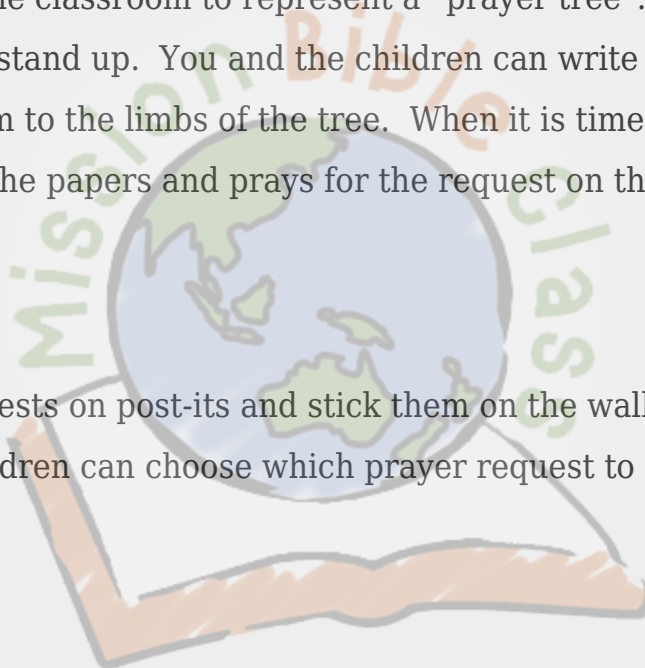 Mission Bible Class
he classroom to represent a "prayer tree".
stand up. You and the children can write
m to the limbs of the tree. When it is time
he papers and prays for the request on th
ests on post-its and stick them on the wall
dren can choose which prayer request to